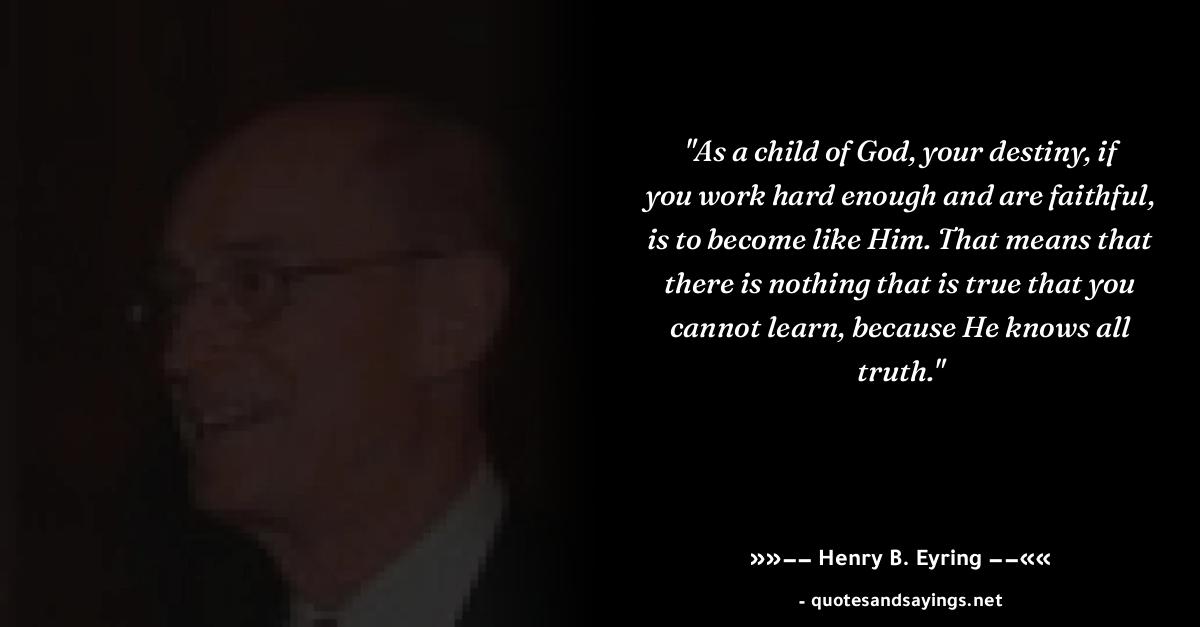 "As a child of God, your destiny, if
you work hard enough and are faithful,
is to become like Him. That means that
there is nothing that is true that you
cannot learn, because He knows all
truth."
»»–– Henry B. Eyring ––««
- quotesandsayings.net